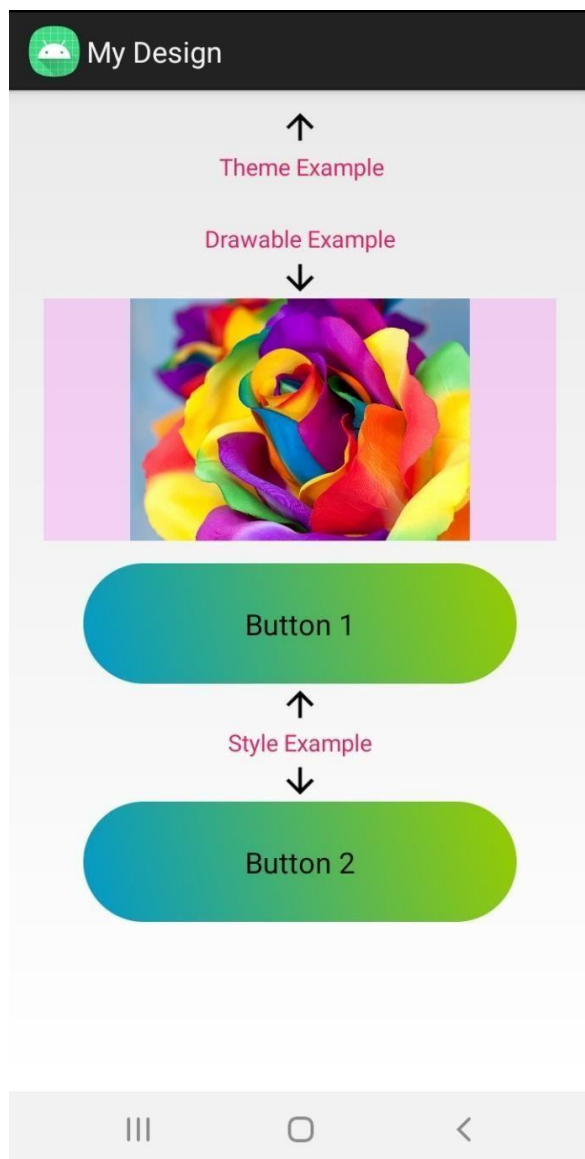 My Design
Theme Example
Drawable Example
Button 1
Style Example
Button 2